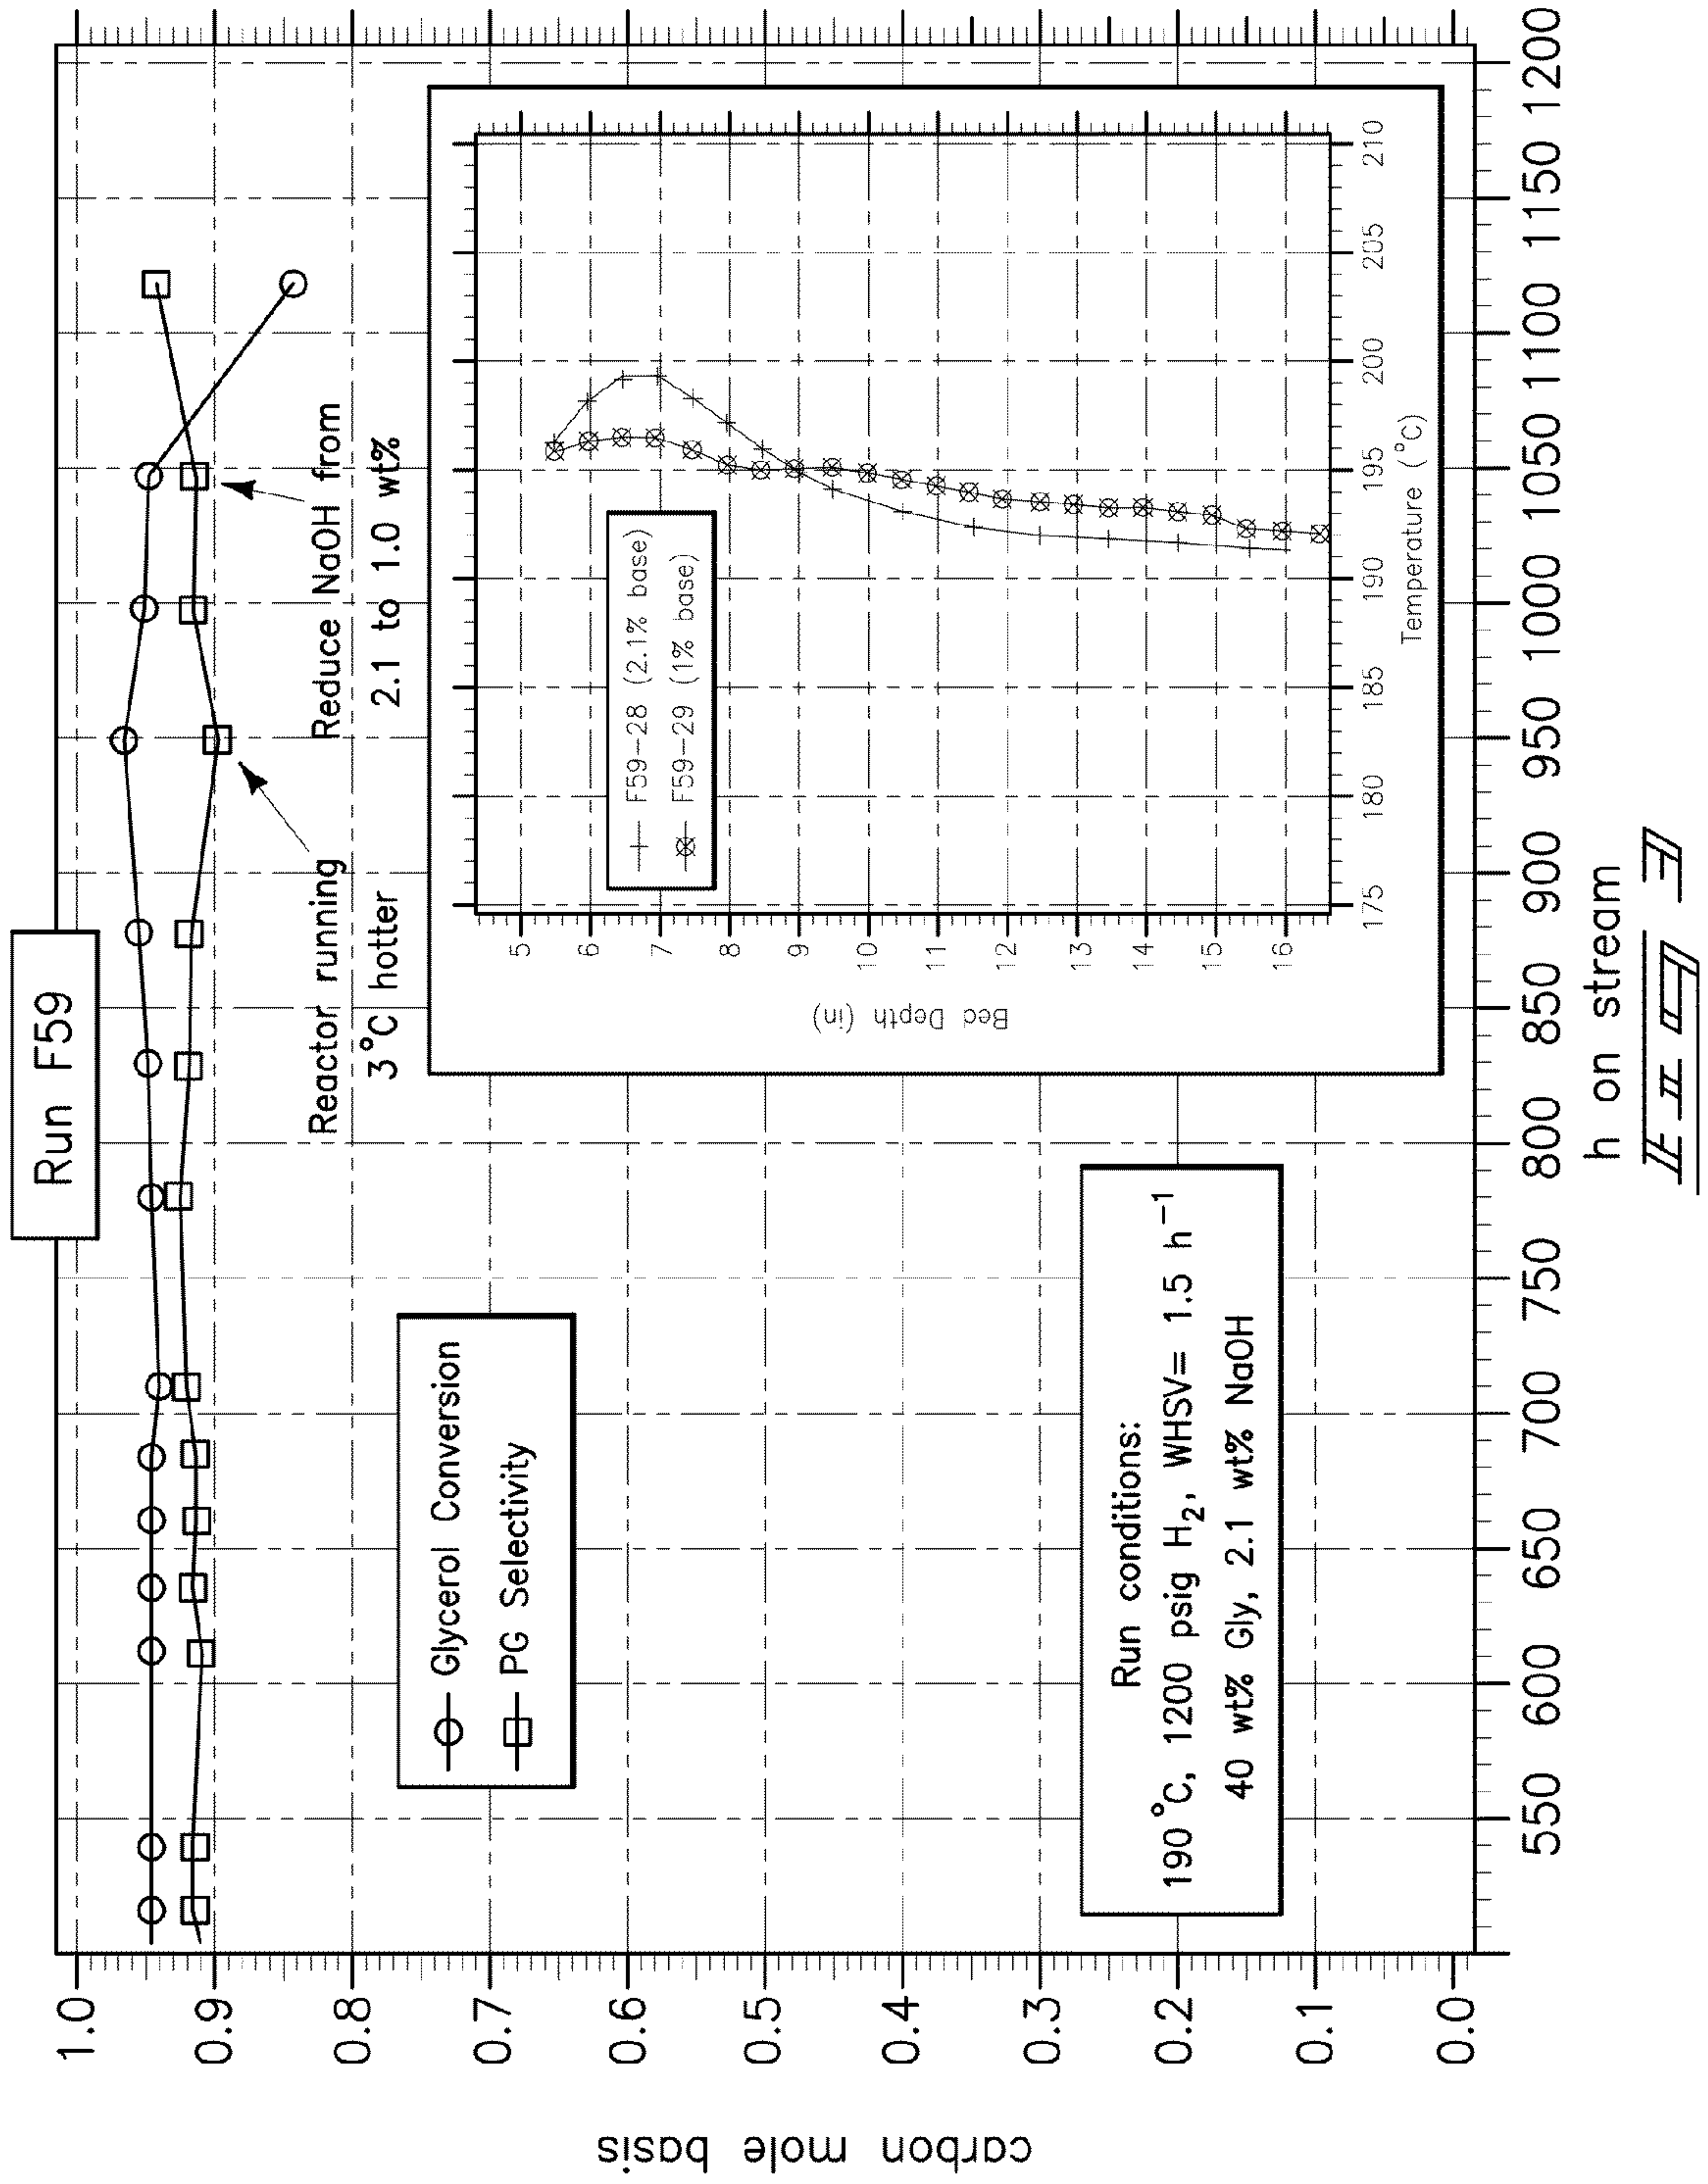 Run F59
carbon mole basis
1.0
0.9
0.8
0.7
0.6
0.5
0.4
0.3
0.2
0.1
0.0
Reactor running
3°C hotter
Reduce NaOH from
2.1 to 1.0 wt%
Glycerol Conversion
PG Selectivity
Run conditions:
190°C, 1200 psig H₂, WHSV= 1.5 h⁻¹
40 wt% Gly, 2.1 wt% NaOH
Bed Depth (in)
5
6
7
8
9
10
11
12
13
14
15
16
F59-28 (2.1% base)
F59-29 (1% base)
175 180 185 190 195 200 205 210
Temperature (°C)
550 600 650 700 750 800 850 900 950 1000 1050 1100 1150 1200
h on stream